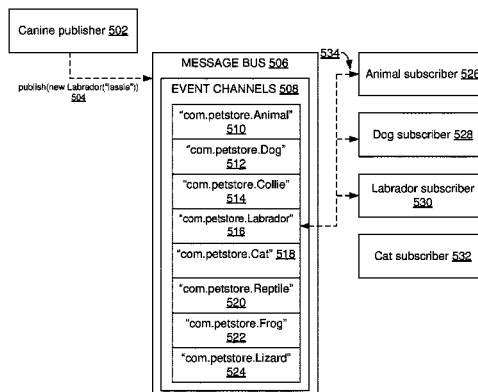 Canine publisher 502
publish(new Labrador("lassie"))
504
MESSAGE BUS 506
EVENT CHANNELS 508
"com.petstore.Animal"
510
"com.petstore.Dog"
512
"com.petstore.Collie"
514
"com.petstore.Labrador"
516
"com.petstore.Cat" 518
"com.petstore.Reptile"
520
"com.petstore.Frog"
522
"com.petstore.Lizard"
524
534
Animal subscriber 526
Dog subscriber 528
Labrador subscriber
530
Cat subscriber 532